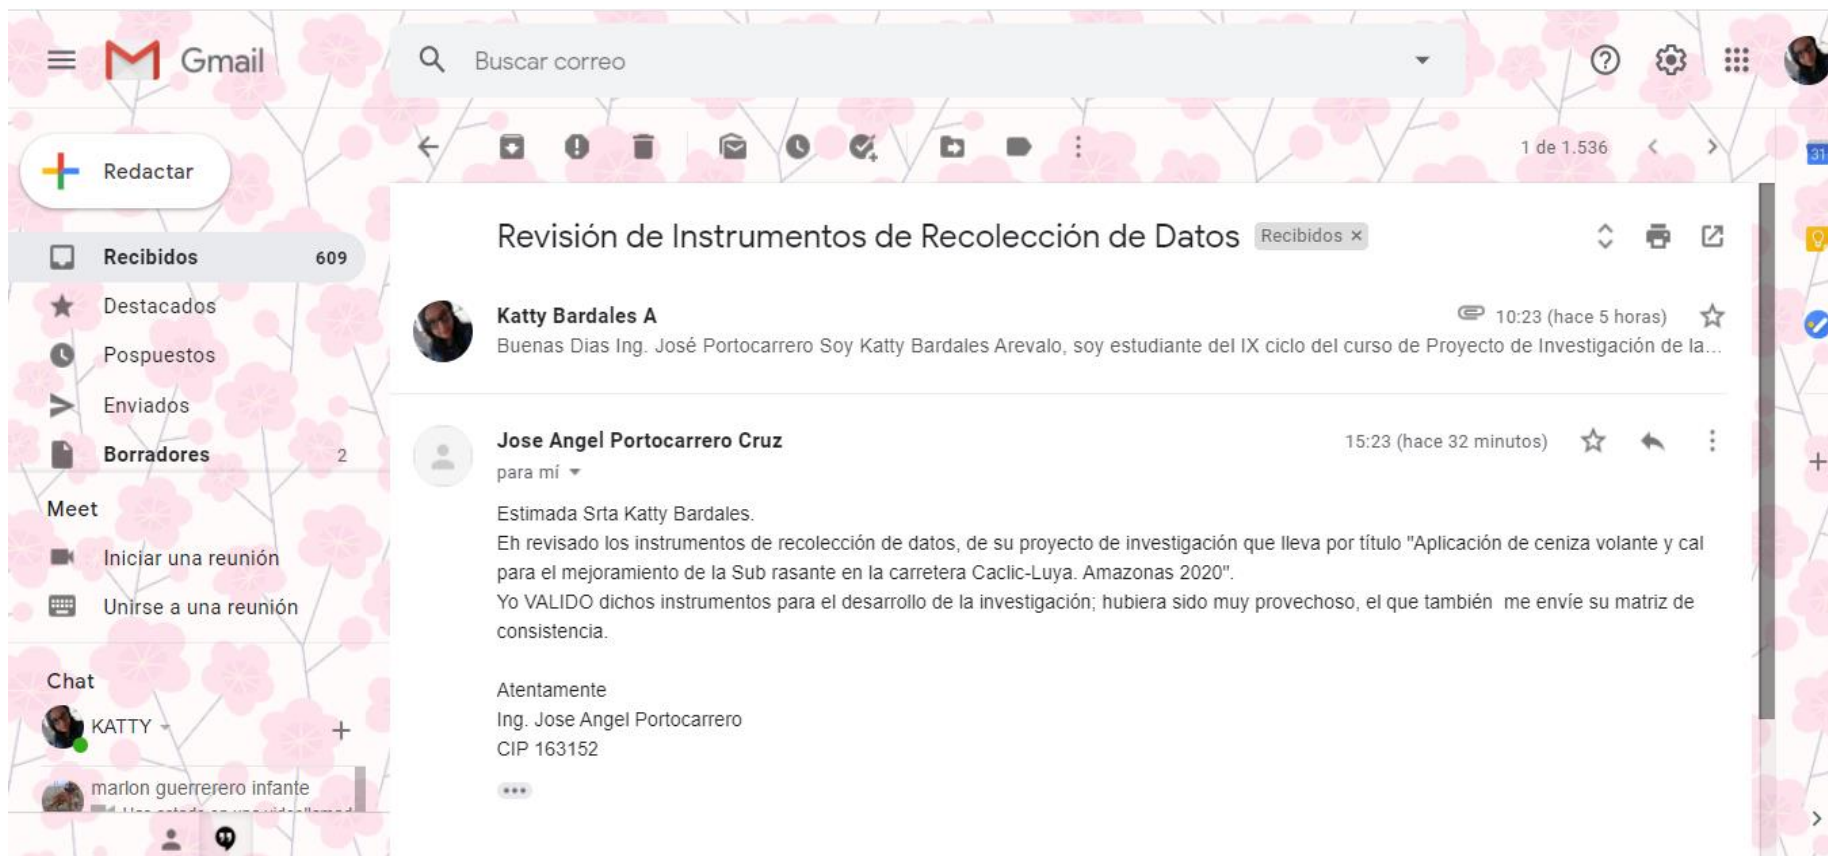 Gmail
Buscar correo
Redactar
1 de 1.536
31
Recibidos 609
Destacados
Pospuestos
Enviados
Borradores 2
Meet
Iniciar una reunión
Unirse a una reunión
Chat
KATTY
marlon guerrerero infante
Revisión de Instrumentos de Recolección de Datos Recibidos ×
Katty Bardales A 10:23 (hace 5 horas)
Buenas Dias Ing. José Portocarrero Soy Katty Bardales Arevalo, soy estudiante del IX ciclo del curso de Proyecto de Investigación de la...
Jose Angel Portocarrero Cruz 15:23 (hace 32 minutos)
para mí
Estimada Srta Katty Bardales.
Eh revisado los instrumentos de recolección de datos, de su proyecto de investigación que lleva por título "Aplicación de ceniza volante y cal
para el mejoramiento de la Sub rasante en la carretera Caclic-Luya. Amazonas 2020".
Yo VALIDO dichos instrumentos para el desarrollo de la investigación; hubiera sido muy provechoso, el que también me envíe su matriz de
consistencia.
Atentamente
Ing. Jose Angel Portocarrero
CIP 163152